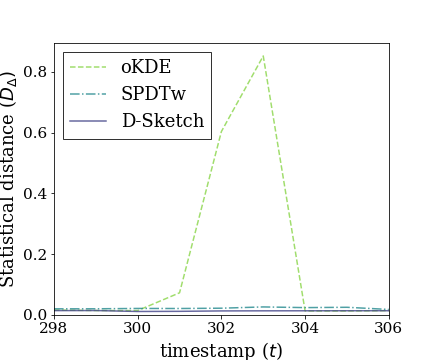 oKDE
SPDTw
D-Sketch
Statistical distance (D_Δ)
0.8
0.6
0.4
0.2
0.0
298 300 302 304 306
timestamp (t)